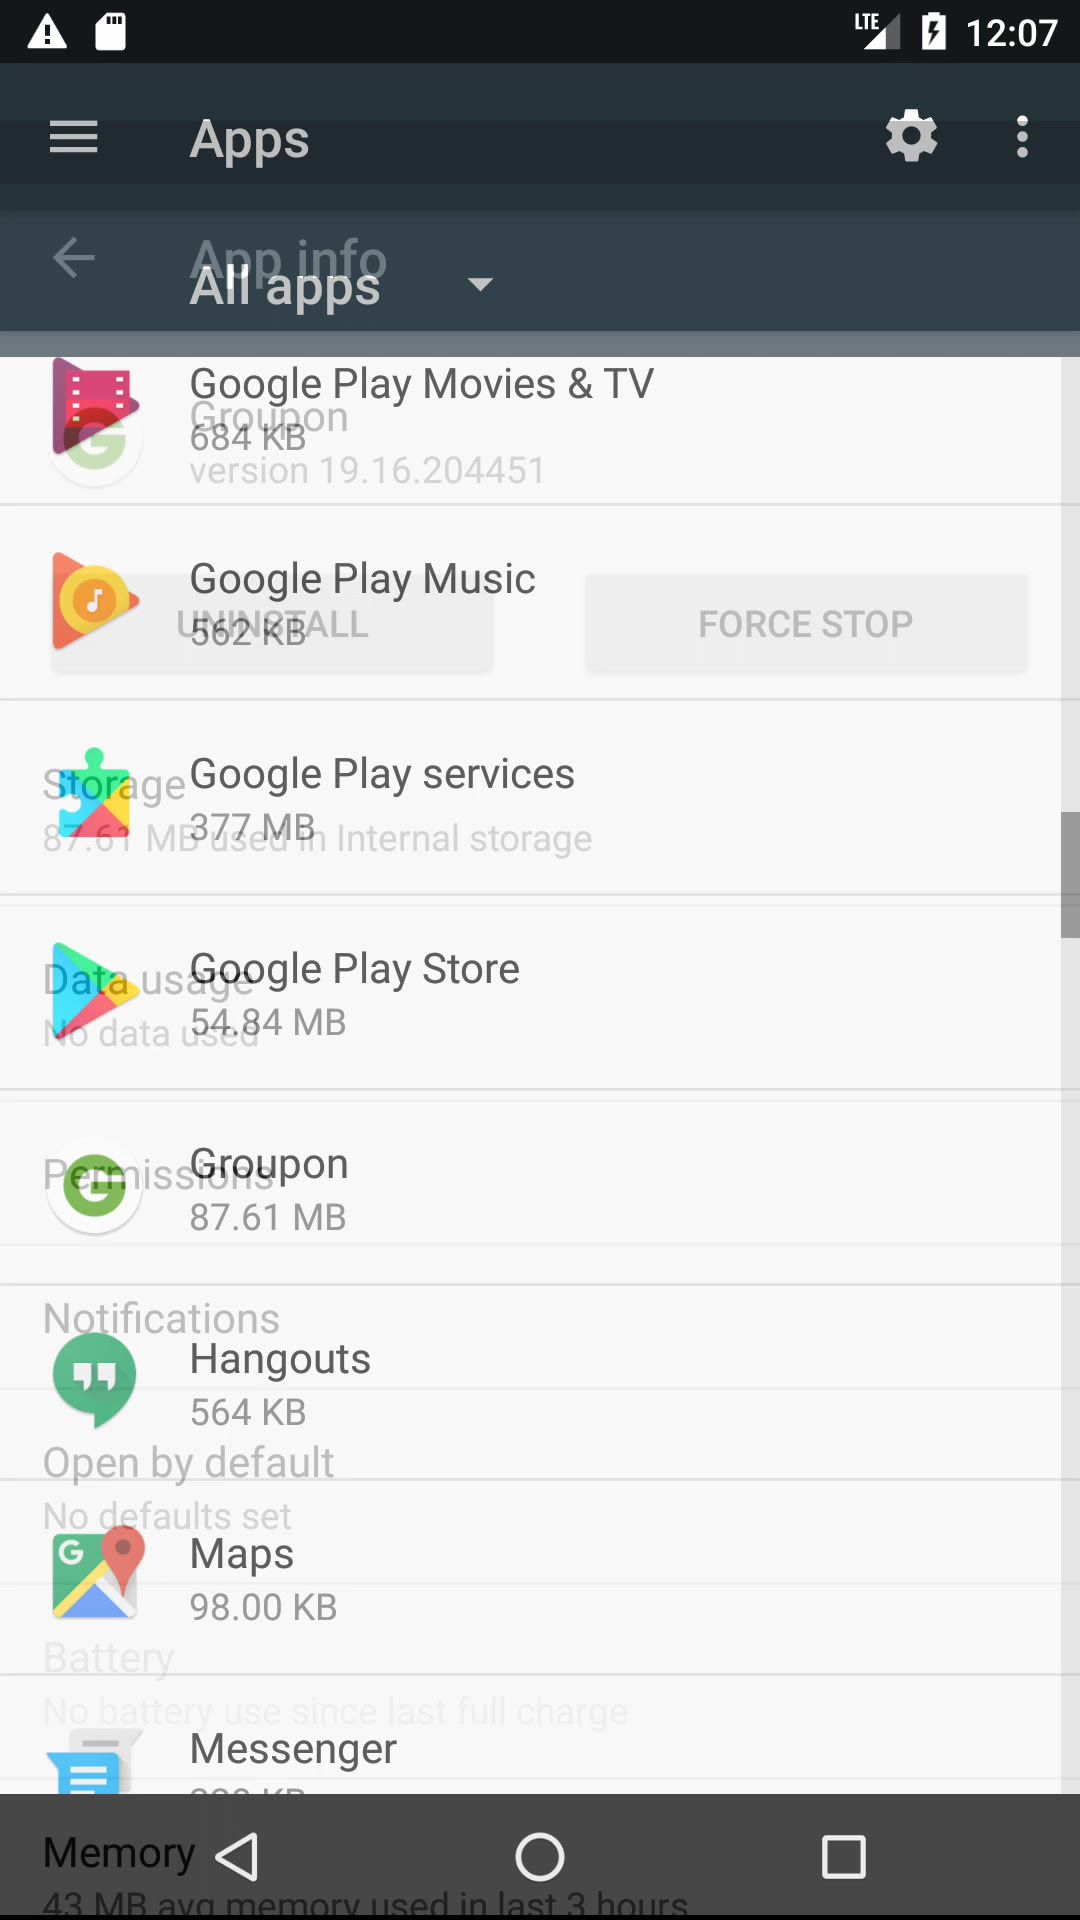 LTE 12:07
Apps
App info
All apps
Google Play Movies & TV
Groupon
684 KB
version 19.16.204451
Google Play Music
UNINSTALL
562 KB
FORCE STOP
Google Play services
Storage
377 MB
87.61 MB used in Internal storage
Google Play Store
Data usage
54.84 MB
No data used
Groupon
Permissions
87.61 MB
Notifications
Hangouts
564 KB
Open by default
No defaults set
Maps
98.00 KB
Battery
No battery use since last full charge
Messenger
Memory
43 MB avg memory used in last 3 hours